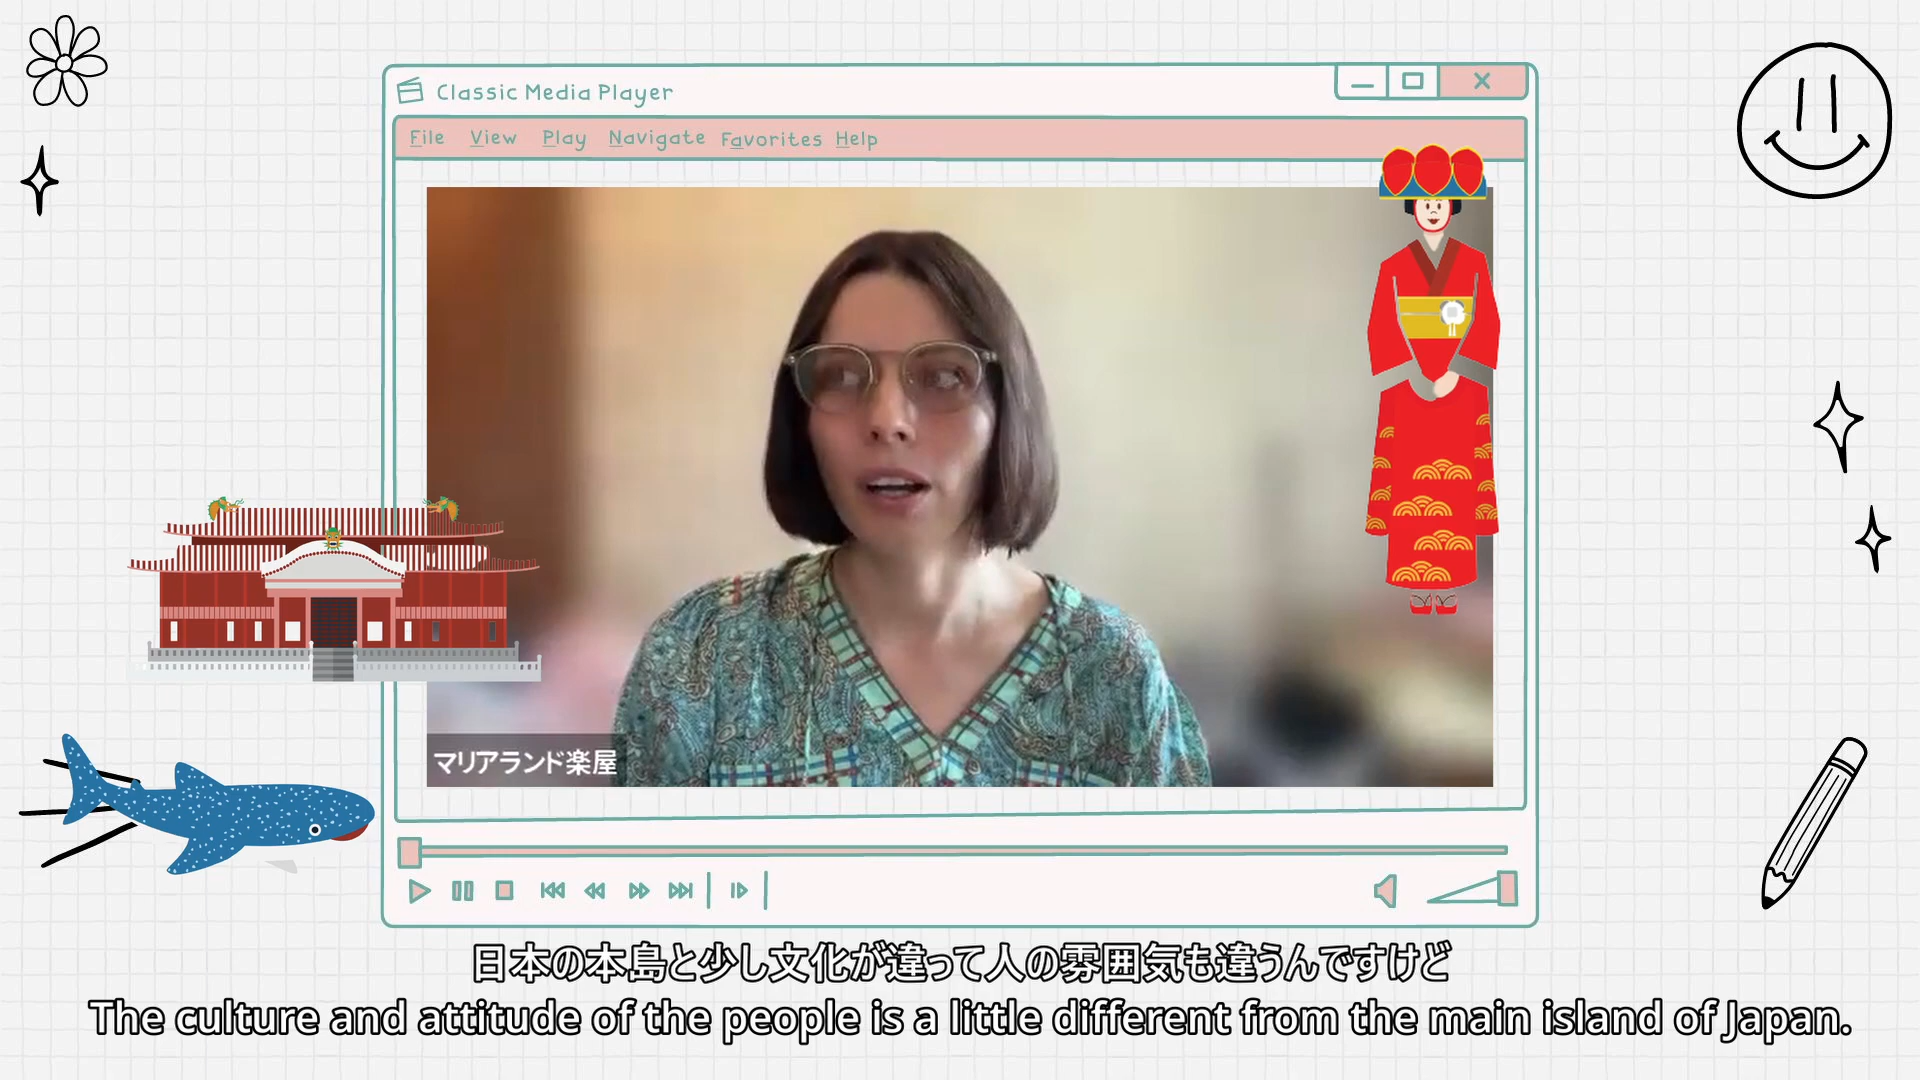 Classic Media Player
File View Play Navigate Favorites Help
マリアランド楽屋
日本の本島と少し文化が違って人の雰囲気も違うんですけど
The culture and attitude of the people is a little different from the main island of Japan.